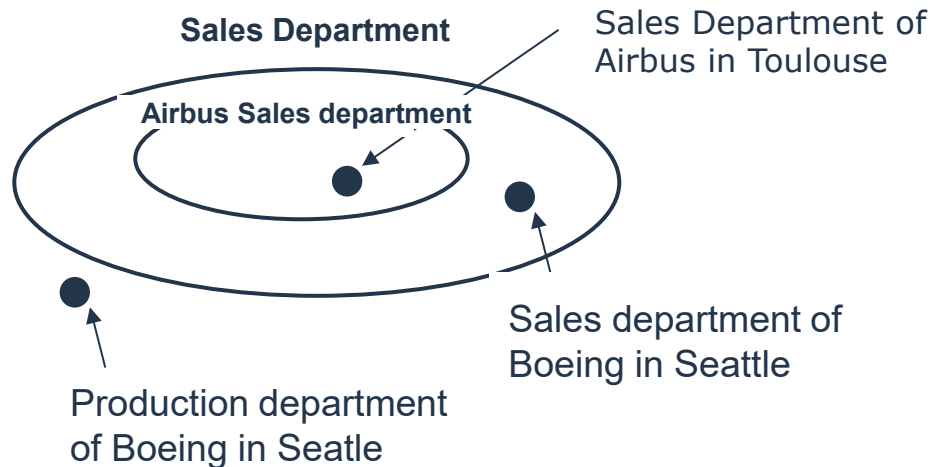 Sales Department
Sales Department of
Airbus in Toulouse
Airbus Sales department
Sales department of
Boeing in Seattle
Production department
of Boeing in Seatle